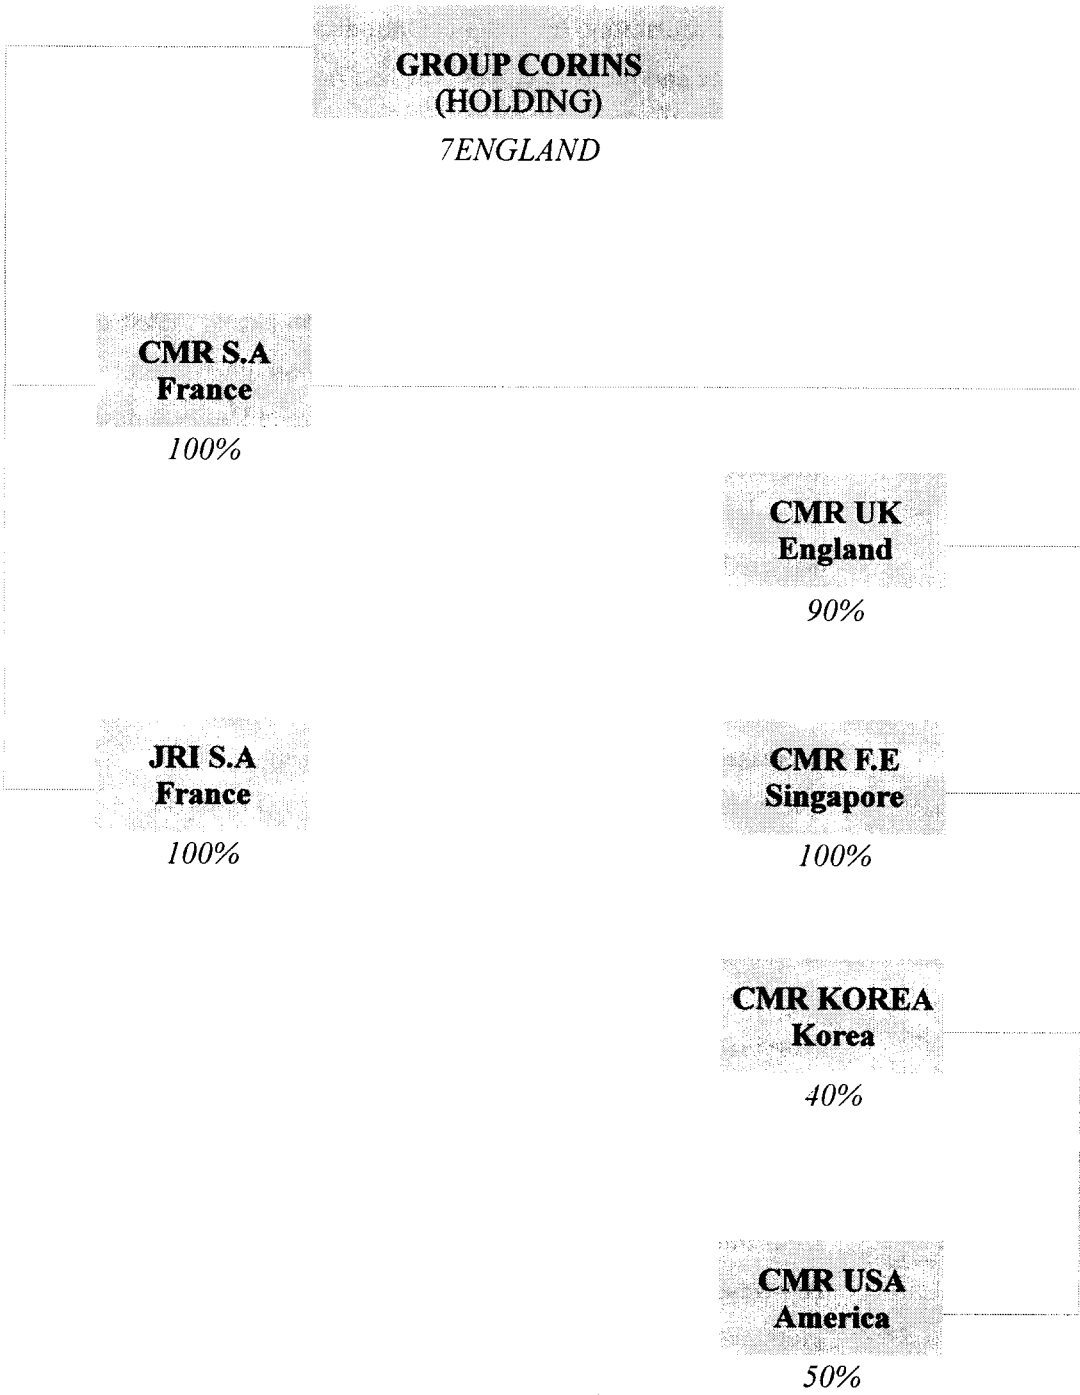 GROUP CORINS
(HOLDING)
7ENGLAND
CMR S.A
France
100%
CMR UK
England
90%
JRI S.A
France
100%
CMR F.E
Singapore
100%
CMR KOREA
Korea
40%
CMR USA
America
50%